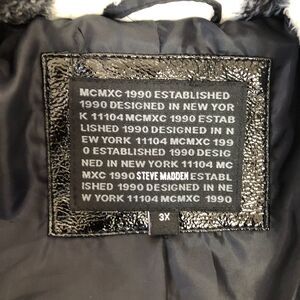 MCMXC 1990 ESTABLISHED
1990 DESIGNED IN NEW YOR
K 11104 MCMXC 1990 ESTAB
LISHED 1990 DESIGNED IN N
EW YORK 11104 MCMXC 199
0 ESTABLISHED 1990 DESIG
NED IN NEW YORK 11104 MC
MXC 1990 STEVE MADDEN ESTABL
ISHED 1990 DESIGNED IN NE
W YORK 11104 MCMXC 1990
3X